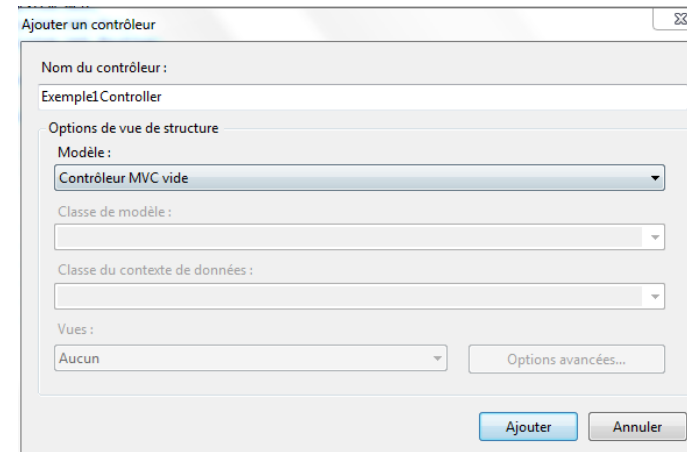 Ajouter un contrôleur
Nom du contrôleur :
Exemple1Controller
Options de vue de structure
Modèle :
Contrôleur MVC vide
Classe de modèle :
Classe du contexte de données :
Vues :
Aucun
Options avancées...
Ajouter
Annuler